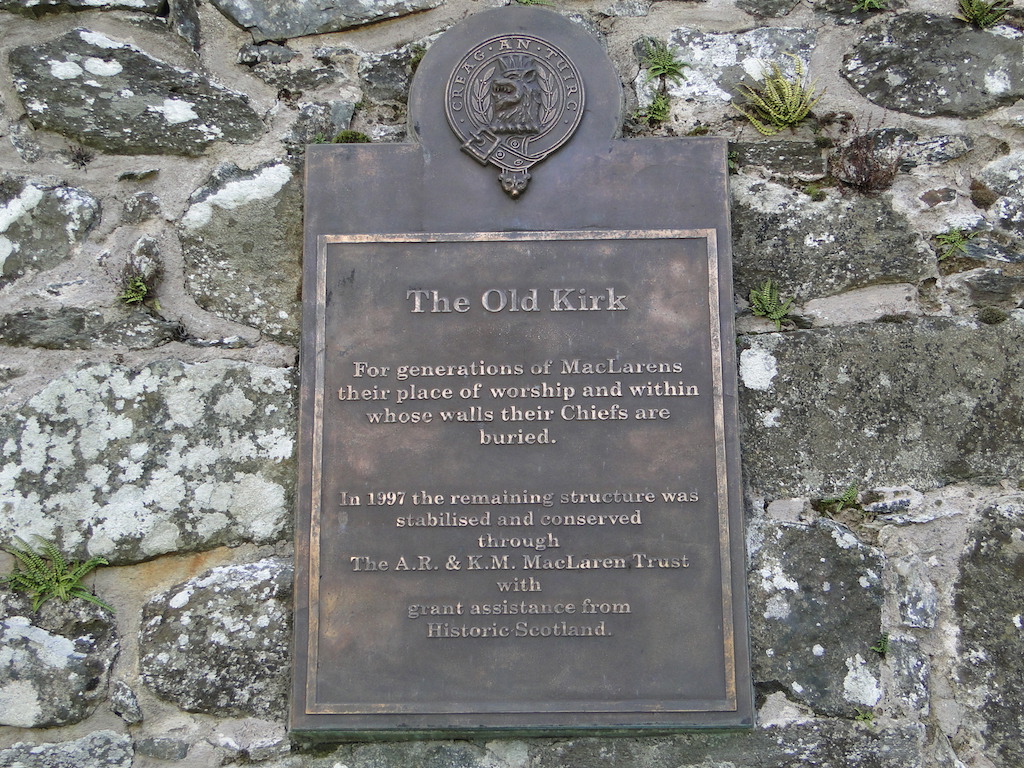 CREAG · AN · TUIRC
The Old Kirk
For generations of MacLarens
their place of worship and within
whose walls their Chiefs are
buried.
In 1997 the remaining structure was
stabilised and conserved
through
The A.R. & K.M. MacLaren Trust
with
grant assistance from
Historic Scotland.